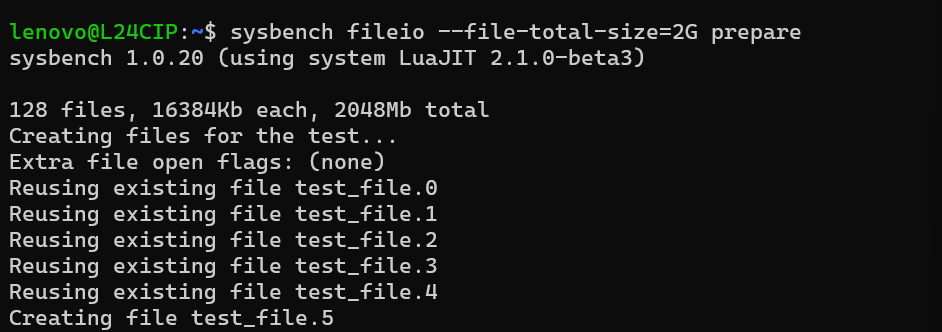 lenovo@L24CIP:~$ sysbench fileio --file-total-size=2G prepare
sysbench 1.0.20 (using system LuaJIT 2.1.0-beta3)
128 files, 16384Kb each, 2048Mb total
Creating files for the test...
Extra file open flags: (none)
Reusing existing file test_file.0
Reusing existing file test_file.1
Reusing existing file test_file.2
Reusing existing file test_file.3
Reusing existing file test_file.4
Creating file test_file.5